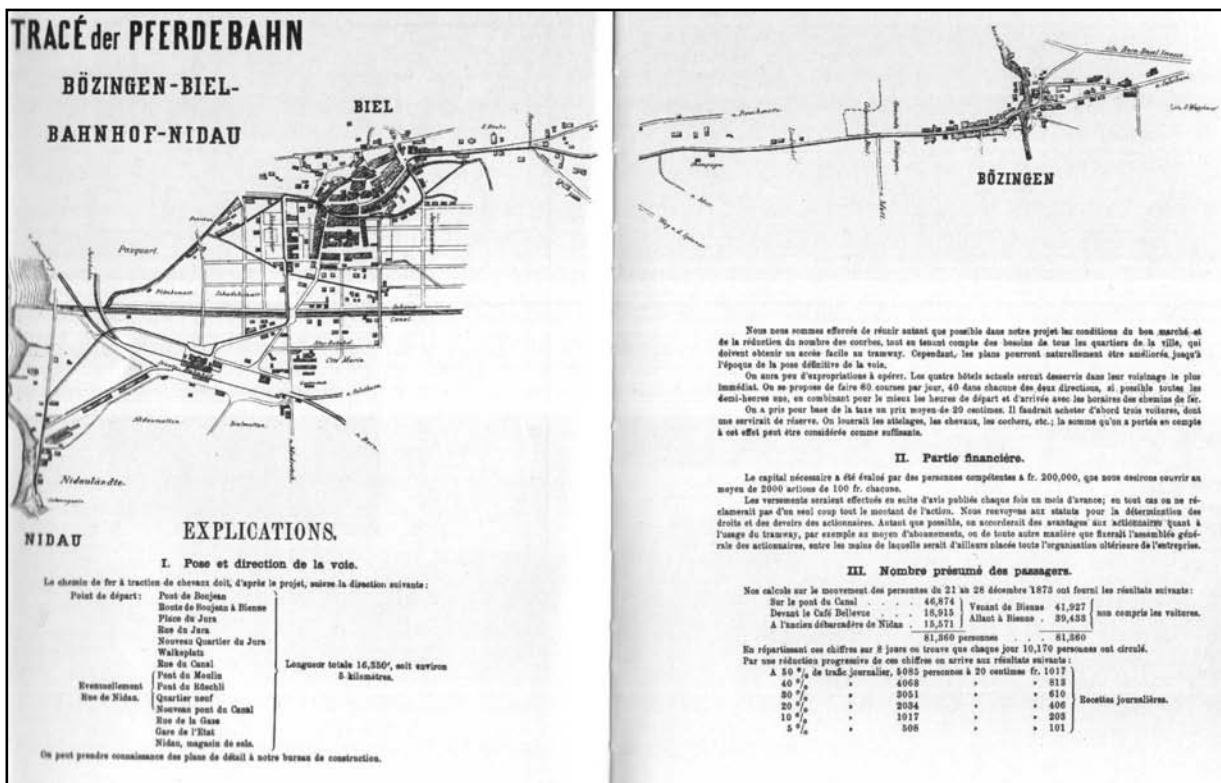 TRACÉ der PFERDEBAHN
BÖZINGEN-BIEL-
BAHNHOF-NIDAU
BIEL
Pasquart
Canal
Nidaulände
NIDAU
EXPLICATIONS.
I. Pose et direction de la voie.
Le chemin de fer à traction de chevaux doit, d'après le projet, suivre la direction suivante:
Point de départ: Pont de Boujean
Route de Boujean à Bienne
Place du Jura
Rue du Jura
Nouveau Quartier du Jura
Walkeplatz
Rue du Canal
Pont du Moulin
Eventuellement Rue de Nidau. Pont du Rüschli
Quartier neuf
Nouveau pont du Canal
Rue de la Gase
Gare de l'Etat
Nidau, magasin de sels.
Longueur totale 16,350', soit environ
5 kilomètres.
On peut prendre connaissance des plans de détail à notre bureau de construction.
BÖZINGEN
Nous nous sommes efforcés de réunir autant que possible dans notre projet les conditions du bon marché et
de la réduction du nombre des courbes, tout en tenant compte des besoins de tous les quartiers de la ville, qui
doivent obtenir un accès facile au tramway. Cependant, les plans pourront naturellement être améliorés jusqu'à
l'époque de la pose définitive de la voie.
On aura peu d'expropriations à opérer. Les quatre hôtels actuels seront desservis dans leur voisinage le plus
immédiat. On se propose de faire 80 courses par jour, 40 dans chacune des deux directions, si possible toutes les
demi-heures une, en combinant pour le mieux les heures de départ et d'arrivée avec les horaires des chemins de fer.
On a pris pour base de la taxe un prix moyen de 20 centimes. Il faudrait acheter d'abord trois voitures, dont
une servirait de réserve. On louerait les attelages, les chevaux, les cochers, etc.; la somme qu'on a portée en compte
à cet effet peut être considérée comme suffisante.
II. Partie financière.
Le capital nécessaire a été évalué par des personnes compétentes à fr. 200,000, que nous désirons couvrir au
moyen de 2000 actions de 100 fr. chacune.
Les versements seraient effectués en suite d'avis publiés chaque fois un mois d'avance; en tout cas on ne ré-
clamerait pas d'un seul coup tout le montant de l'action. Nous renvoyons aux statuts pour la détermination des
droits et des devoirs des actionnaires. Autant que possible, on accorderait des avantages aux actionnaires quant à
l'usage du tramway, par exemple au moyen d'abonnements, ou de toute autre manière que fixerait l'assemblée géné-
rale des actionnaires, entre les mains de laquelle serait d'ailleurs placée toute l'organisation ultérieure de l'entreprise.
III. Nombre présumé des passagers.
Nos calculs sur le mouvement des personnes du 21 au 28 décembre 1873 ont fourni les résultats suivants:
Sur le pont du Canal . . . . . 46,874
Devant le Café Bellevue . . . . 18,915
A l'ancien débarcadère de Nidau . 15,571
Venant de Bienne 41,927
Allant à Bienne . 39,433
non compris les voitures.
81,360 personnes . . . 81,360
En répartissant ces chiffres sur 8 jours on trouve que chaque jour 10,170 personnes ont circulé.
Par une réduction progressive de ces chiffres on arrive aux résultats suivants:
A 50 % de trafic journalier, 5085 personnes à 20 centimes fr. 1017
40 % " 4068 " " 813
30 % " 3051 " " 610
20 % " 2034 " " 406
10 % " 1017 " " 203
5 % " 508 " " 101
Recettes journalières.